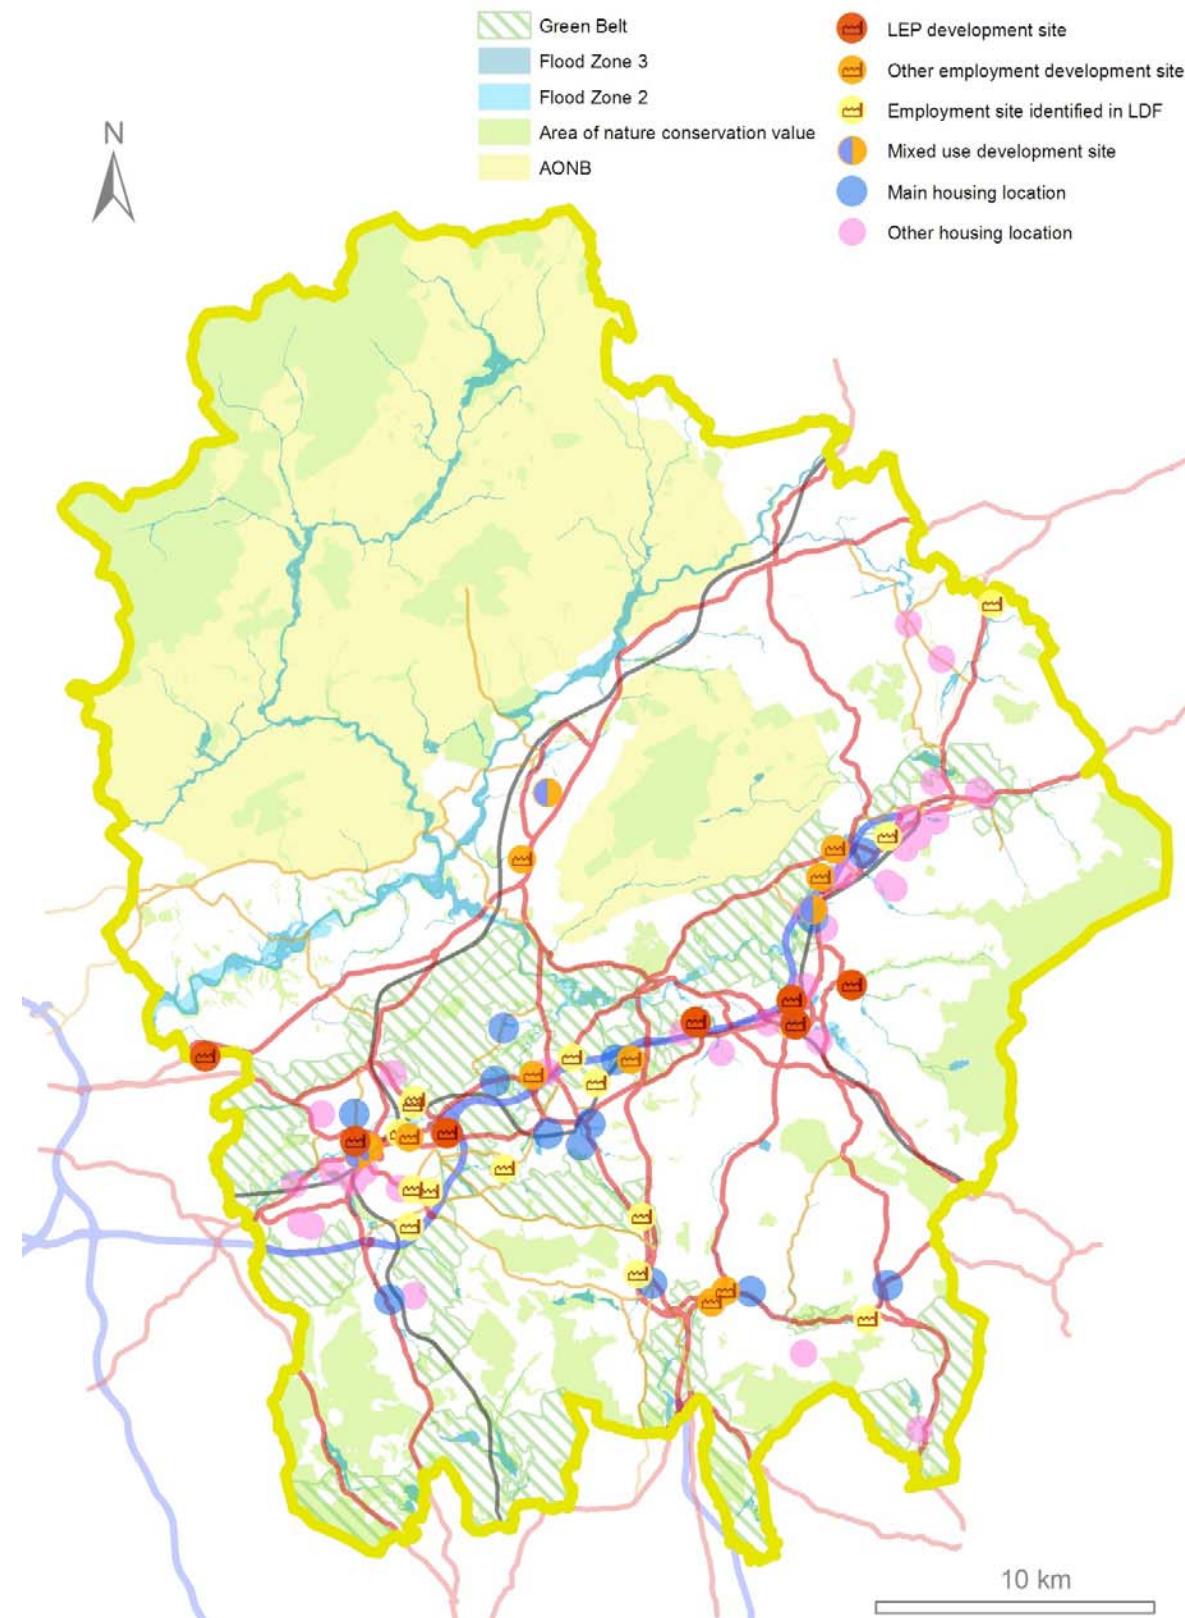 Green Belt
Flood Zone 3
Flood Zone 2
Area of nature conservation value
AONB
LEP development site
Other employment development site
Employment site identified in LDF
Mixed use development site
Main housing location
Other housing location
N
10 km